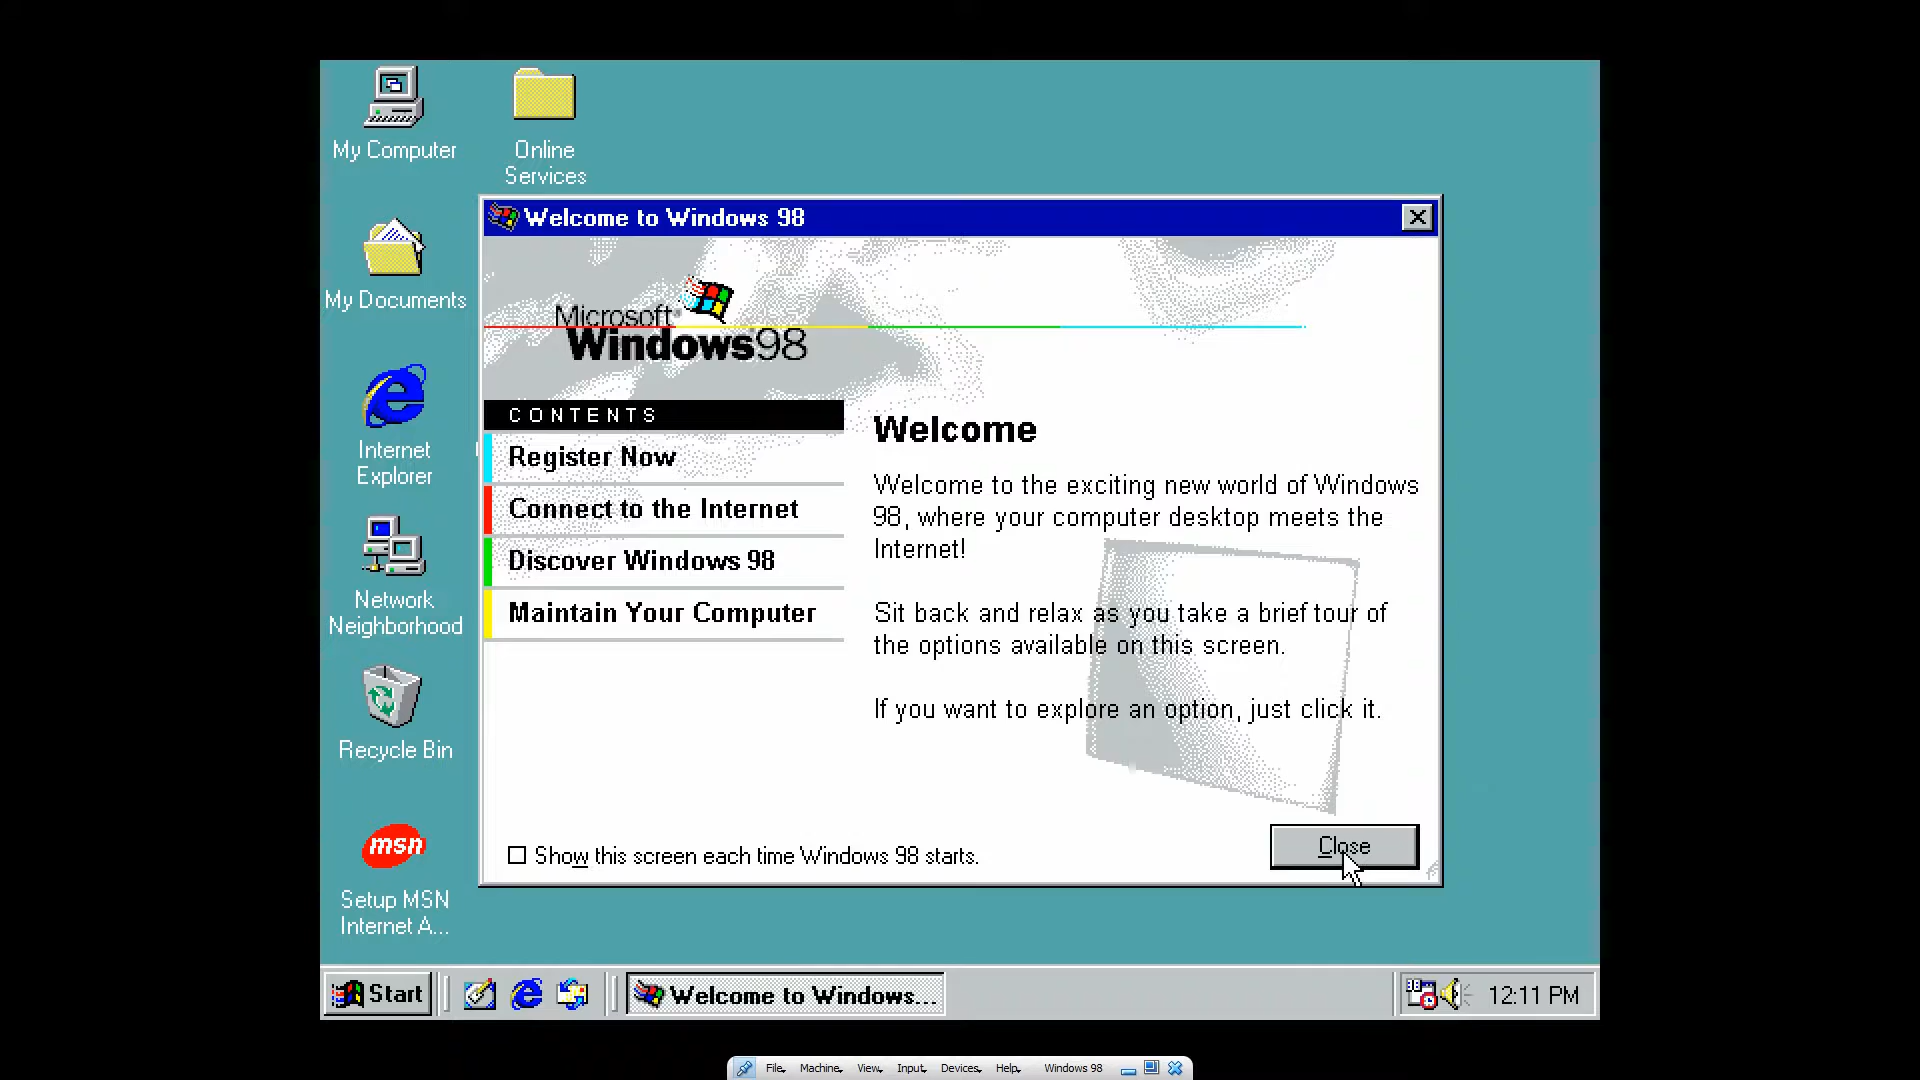 My Computer
Online
Services
My Documents
Internet
Explorer
Network
Neighborhood
Recycle Bin
msn
Setup MSN
Internet A...
Welcome to Windows 98
Microsoft
Windows98
CONTENTS
Register Now
Connect to the Internet
Discover Windows 98
Maintain Your Computer
Welcome
Welcome to the exciting new world of Windows
98, where your computer desktop meets the
Internet!
Sit back and relax as you take a brief tour of
the options available on this screen.
If you want to explore an option, just click it.
Show this screen each time Windows 98 starts.
Close
Start
Welcome to Windows...
12:11 PM
File Machine View Input Devices Help Windows 98